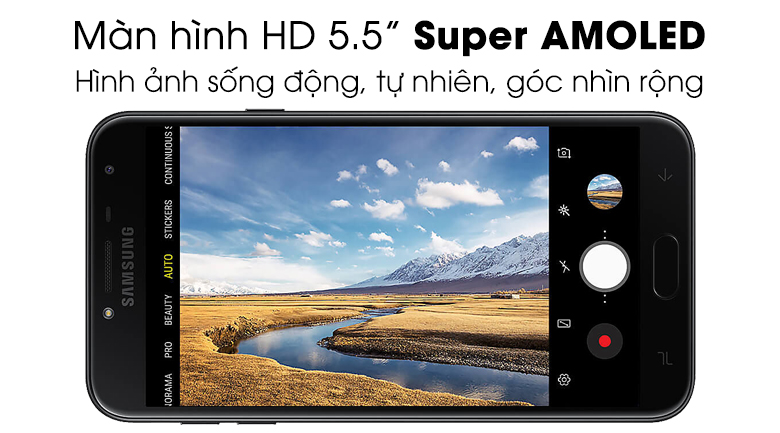 Màn hình HD 5.5” Super AMOLED
Hình ảnh sống động, tự nhiên, góc nhìn rộng
SAMSUNG
CONTINUOUS S
STICKERS
AUTO
BEAUTY
PRO
NORAMA